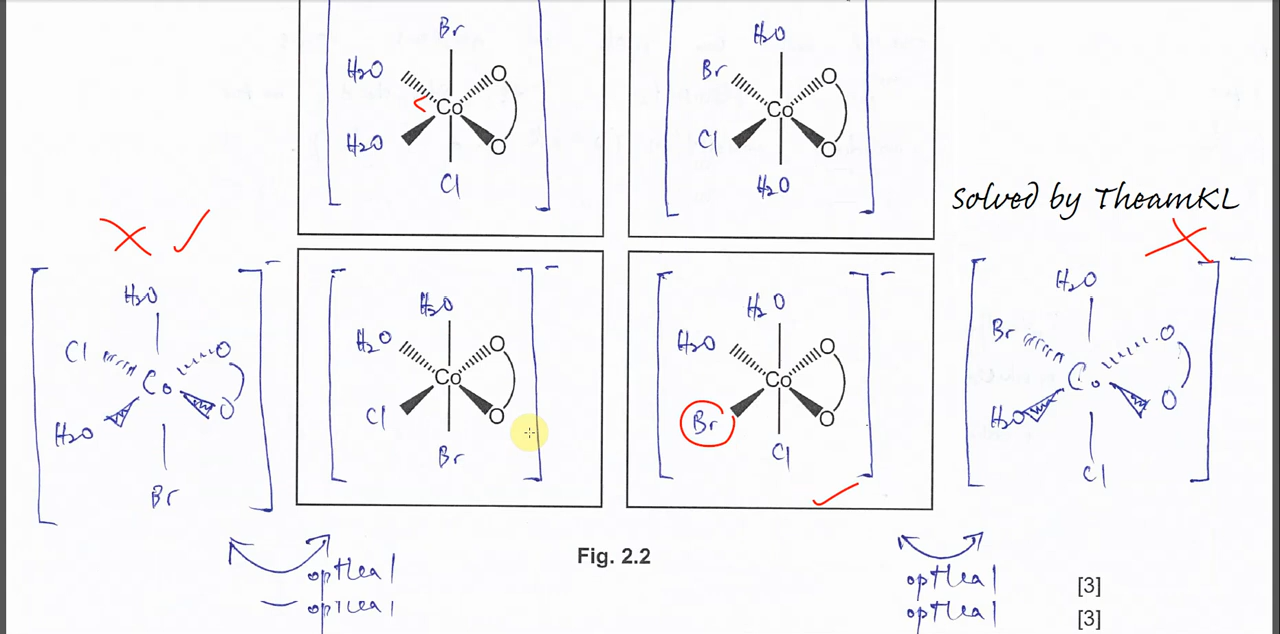 Br
H₂O
H₂O
Co
O
O
Cl
H₂O
Br
Cl
Co
O
O
H₂O
Solved by TheamKL
H₂O
Cl
Co
O
O
H₂O
Br
−
H₂O
H₂O
Co
O
O
Cl
Br
−
H₂O
H₂O
Co
O
O
Br
Cl
−
H₂O
Br
Co
O
O
H₂O
Cl
−
Fig. 2.2
optical
optical
optical
optical
[3]
[3]